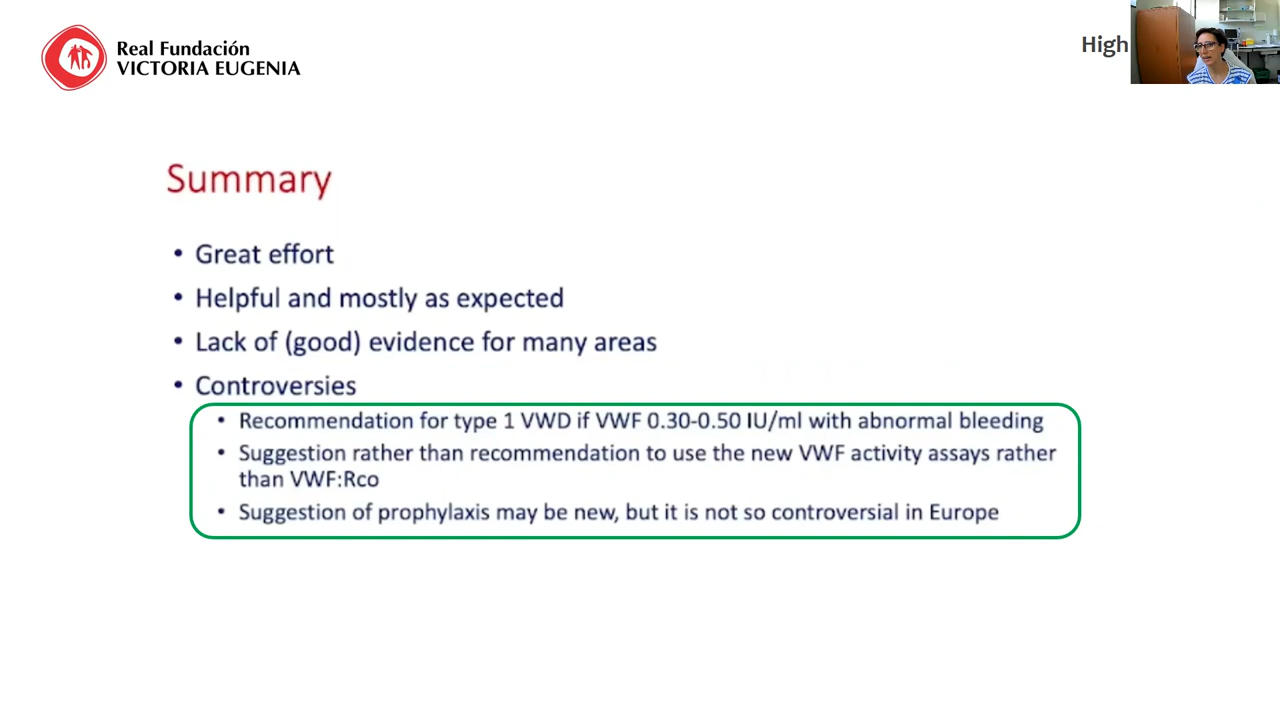 Real Fundación
VICTORIA EUGENIA
High
Summary
• Great effort
• Helpful and mostly as expected
• Lack of (good) evidence for many areas
• Controversies
• Recommendation for type 1 VWD if VWF 0.30-0.50 IU/ml with abnormal bleeding
• Suggestion rather than recommendation to use the new VWF activity assays rather
than VWF:Rco
• Suggestion of prophylaxis may be new, but it is not so controversial in Europe